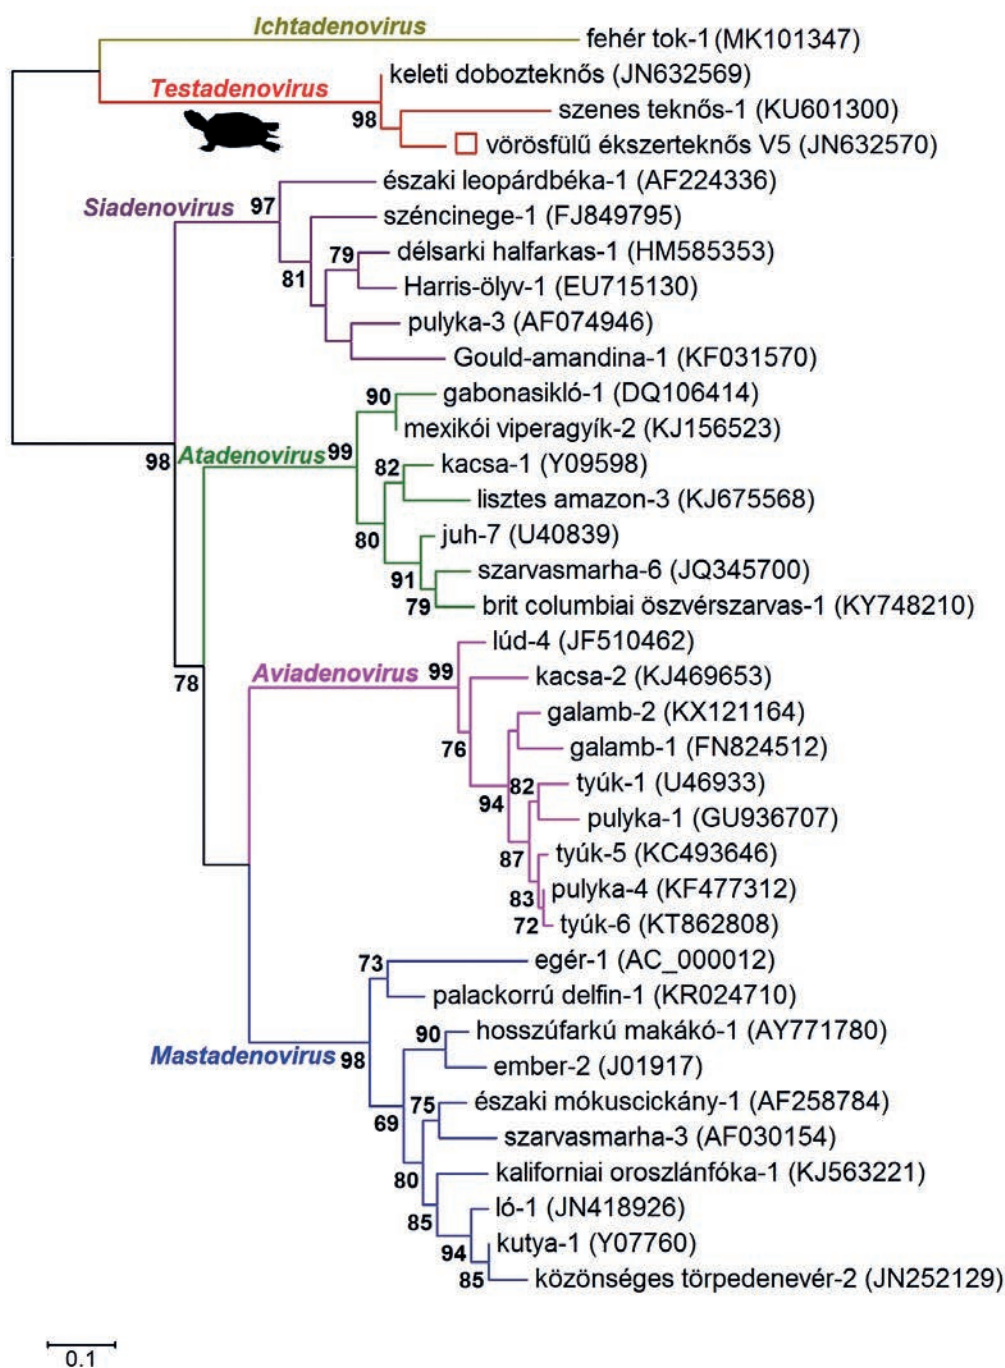 Ichtadenovirus
fehér tok-1 (MK101347)
keleti dobozteknős (JN632569)
Testadenovirus
szenes teknős-1 (KU601300)
98
vörösfülű ékszerteknős V5 (JN632570)
északi leopárdbéka-1 (AF224336)
Siadenovirus
97
széncinege-1 (FJ849795)
79
délsarki halfarkas-1 (HM585353)
81
Harris-ölyv-1 (EU715130)
pulyka-3 (AF074946)
Gould-amandina-1 (KF031570)
90
gabonasikló-1 (DQ106414)
mexikói viperagyík-2 (KJ156523)
98
Atadenovirus
99
82
kacsa-1 (Y09598)
lisztes amazon-3 (KJ675568)
80
juh-7 (U40839)
91
szarvasmarha-6 (JQ345700)
79
brit columbiai öszvérszarvas-1 (KY748210)
lúd-4 (JF510462)
78
Aviadenovirus
99
kacsa-2 (KJ469653)
galamb-2 (KX121164)
76
galamb-1 (FN824512)
82
tyúk-1 (U46933)
94
pulyka-1 (GU936707)
87
tyúk-5 (KC493646)
83
pulyka-4 (KF477312)
72
tyúk-6 (KT862808)
73
egér-1 (AC_000012)
palackorrú delfin-1 (KR024710)
90
hosszúfarkú makákó-1 (AY771780)
Mastadenovirus
98
ember-2 (J01917)
75
északi mókuscickány-1 (AF258784)
69
szarvasmarha-3 (AF030154)
80
kaliforniai oroszlánfóka-1 (KJ563221)
85
ló-1 (JN418926)
94
kutya-1 (Y07760)
85
közönséges törpedenevér-2 (JN252129)
0.1